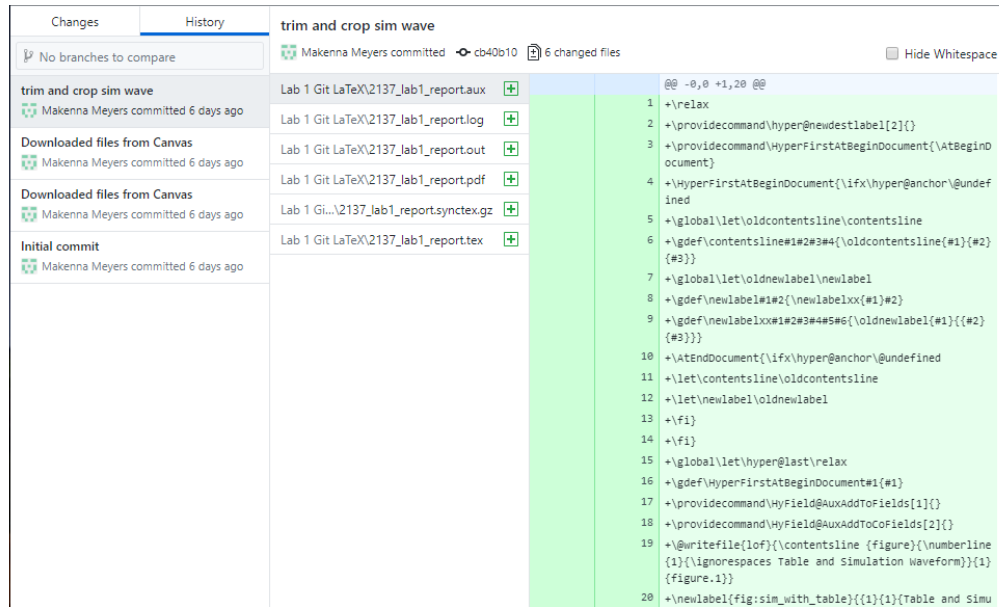 Changes
History
No branches to compare
trim and crop sim wave
Makenna Meyers committed 6 days ago
Downloaded files from Canvas
Makenna Meyers committed 6 days ago
Downloaded files from Canvas
Makenna Meyers committed 6 days ago
Initial commit
Makenna Meyers committed 6 days ago
trim and crop sim wave
Makenna Meyers committed cb40b10 6 changed files
Hide Whitespace
Lab 1 Git LaTeX\2137_lab1_report.aux
Lab 1 Git LaTeX\2137_lab1_report.log
Lab 1 Git LaTeX\2137_lab1_report.out
Lab 1 Git LaTeX\2137_lab1_report.pdf
Lab 1 Gi...\2137_lab1_report.synctex.gz
Lab 1 Git LaTeX\2137_lab1_report.tex
@@ -0,0 +1,20 @@
1 +\relax
2 +\providecommand\hyper@newdestlabel[2]{}
3 +\providecommand\HyperFirstAtBeginDocument{\AtBeginD
ocument}
4 +\HyperFirstAtBeginDocument{\ifx\hyper@anchor\@undef
ined
5 +\global\let\oldcontentsline\contentsline
6 +\gdef\contentsline#1#2#3#4{\oldcontentsline{#1}{#2}
{#3}}
7 +\global\let\oldnewlabel\newlabel
8 +\gdef\newlabel#1#2{\newlabelxx{#1}#2}
9 +\gdef\newlabelxx#1#2#3#4#5#6{\oldnewlabel{#1}{{#2}
{#3}}}
10 +\AtEndDocument{\ifx\hyper@anchor\@undefined
11 +\let\contentsline\oldcontentsline
12 +\let\newlabel\oldnewlabel
13 +\fi}
14 +\fi}
15 +\global\let\hyper@last\relax
16 +\gdef\HyperFirstAtBeginDocument#1{#1}
17 +\providecommand\HyField@AuxAddToFields[1]{}
18 +\providecommand\HyField@AuxAddToCoFields[2]{}
19 +\@writefile{lof}{\contentsline {figure}{\numberline
{1}{\ignorespaces Table and Simulation Waveform}}{1}
{figure.1}}
20 +\newlabel{fig:sim_with_table}{{1}{1}{Table and Simu